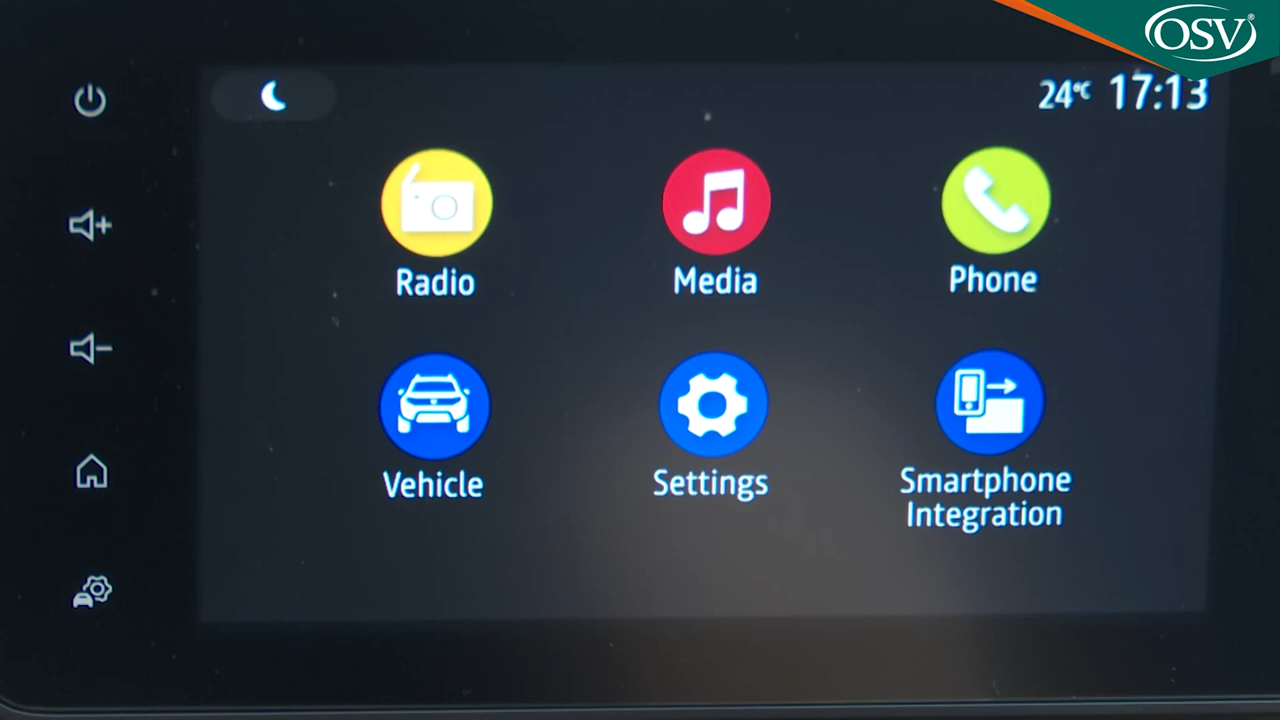 OSV®
24°C 17:13
Radio
Media
Phone
Vehicle
Settings
Smartphone
Integration